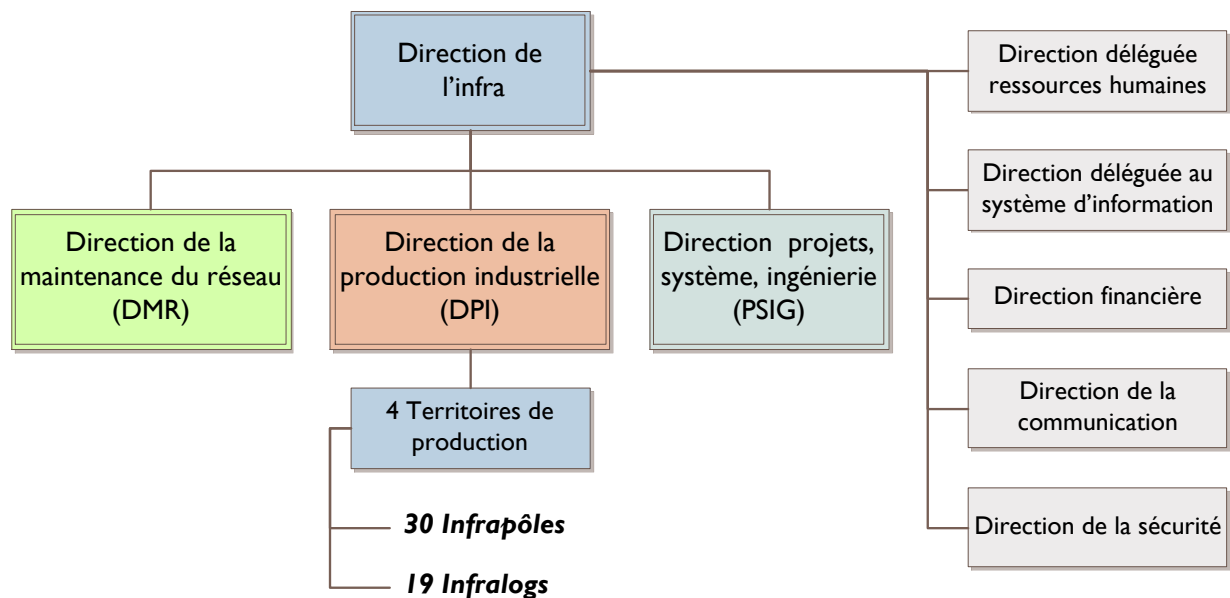 Direction de
l'infra
Direction déléguée
ressources humaines
Direction déléguée au
système d'information
Direction financière
Direction de la
communication
Direction de la sécurité
Direction de la
maintenance du réseau
(DMR)
Direction de la
production industrielle
(DPI)
Direction projets,
système, ingénierie
(PSIG)
4 Territoires de
production
30 Infrapôles
19 Infralogs